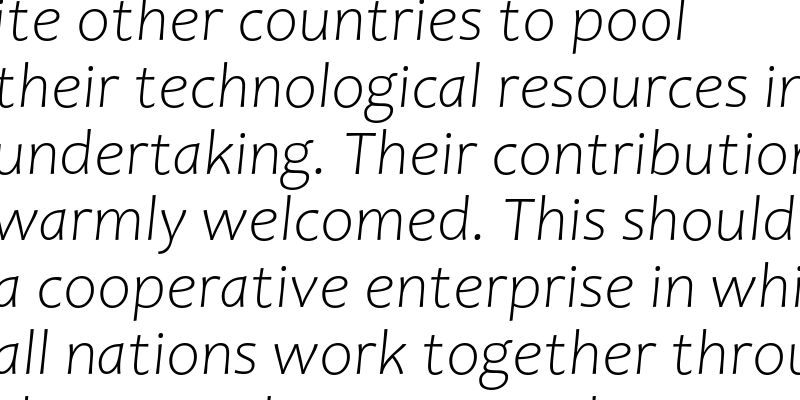 ite other countries to pool
their technological resources in
undertaking. Their contribution
warmly welcomed. This should
a cooperative enterprise in whi
all nations work together throu